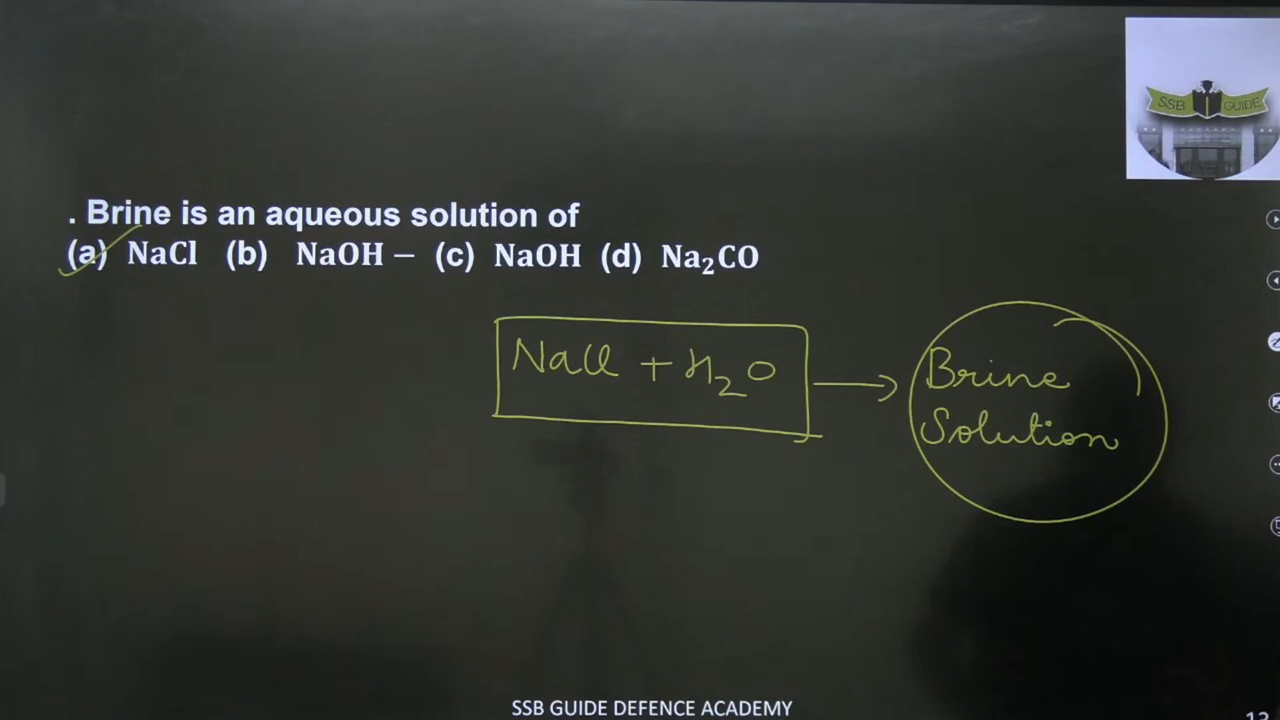 SSB GUIDE
. Brine is an aqueous solution of
(a) NaCl (b) NaOH – (c) NaOH (d) Na₂CO
NaCl + H₂O → Brine
Solution
SSB GUIDE DEFENCE ACADEMY